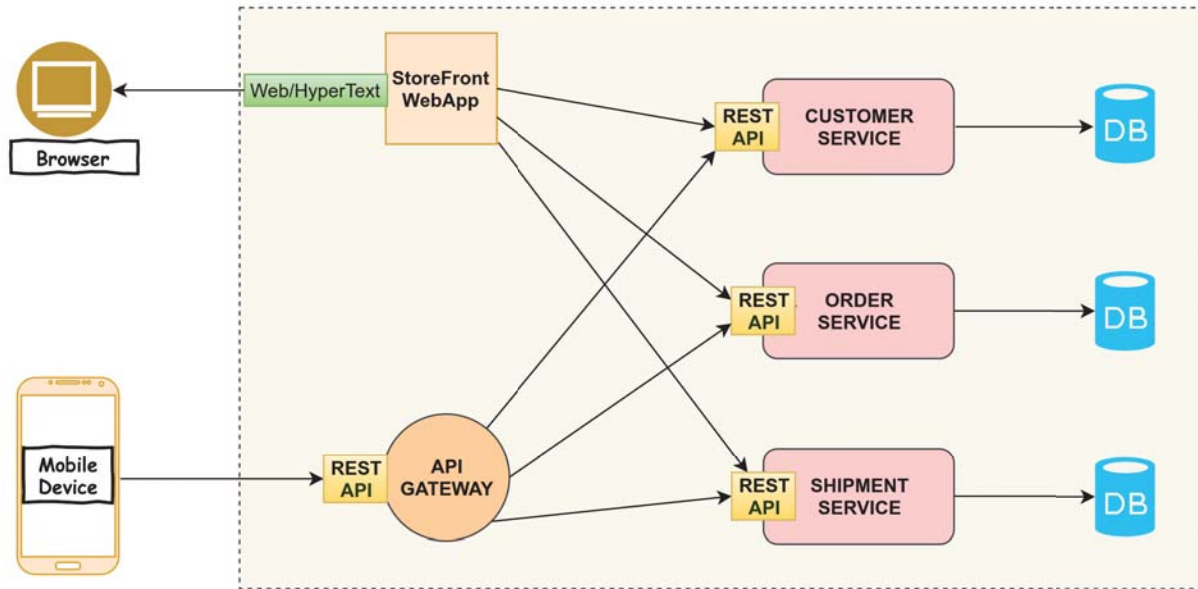 Browser
Web/HyperText
StoreFront
WebApp
REST
API
CUSTOMER
SERVICE
DB
REST
API
ORDER
SERVICE
DB
Mobile
Device
REST
API
API
GATEWAY
REST
API
SHIPMENT
SERVICE
DB